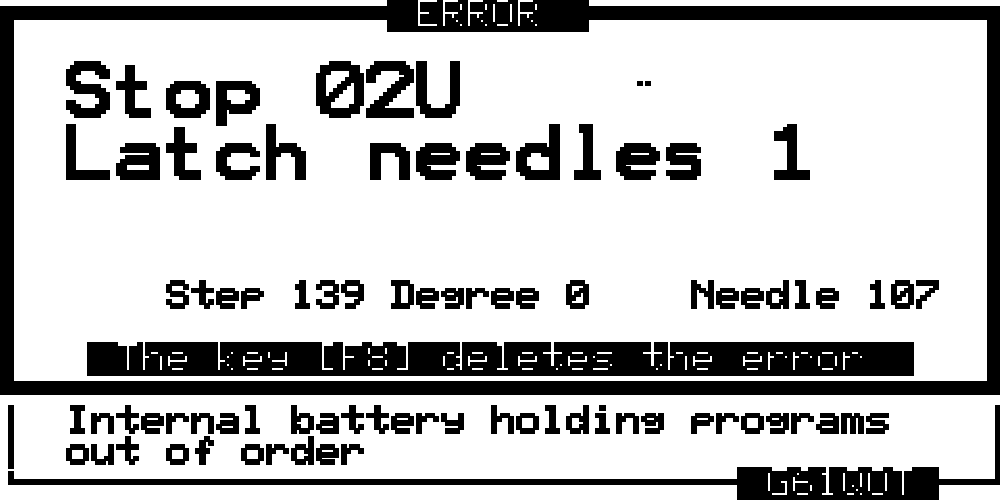 ERROR
Stop 02U
Latch needles 1
Step 139 Degree 0 Needle 107
The key [F8] deletes the error
Internal battery holding programs
out of order